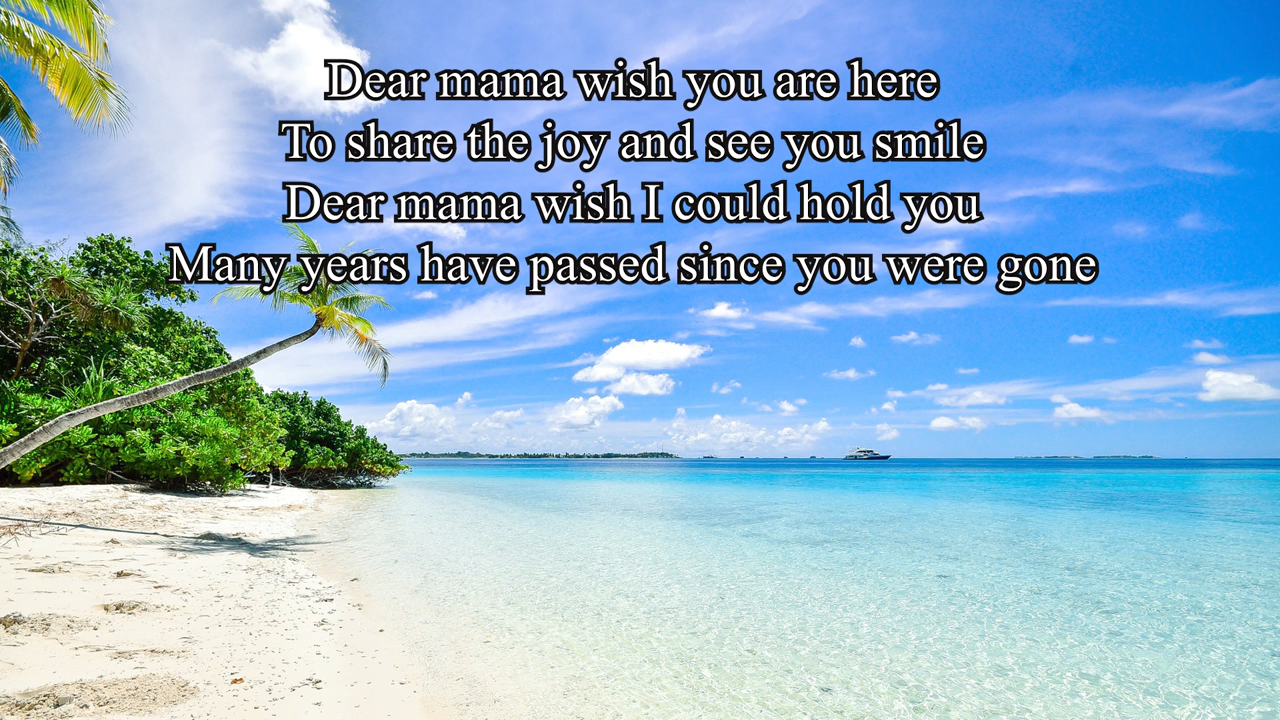 Dear mama wish you are here
To share the joy and see you smile
Dear mama wish I could hold you
Many years have passed since you were gone